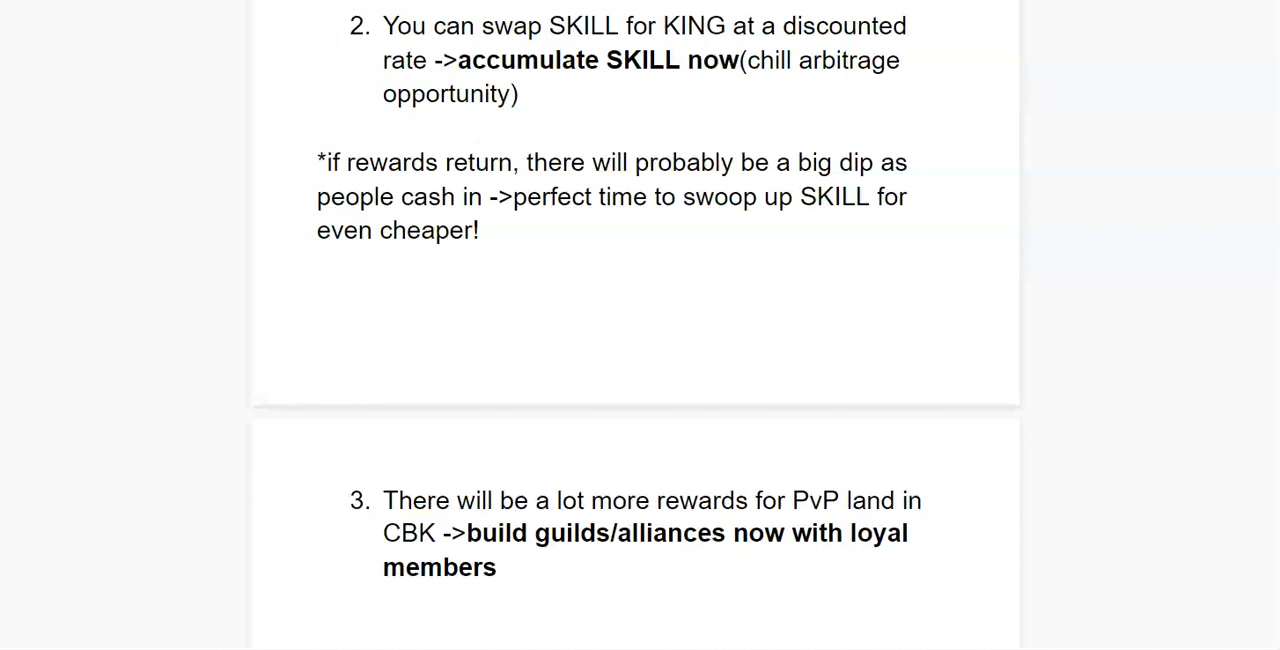 2. You can swap SKILL for KING at a discounted
rate ->accumulate SKILL now(chill arbitrage
opportunity)
*if rewards return, there will probably be a big dip as
people cash in ->perfect time to swoop up SKILL for
even cheaper!
3. There will be a lot more rewards for PvP land in
CBK ->build guilds/alliances now with loyal
members